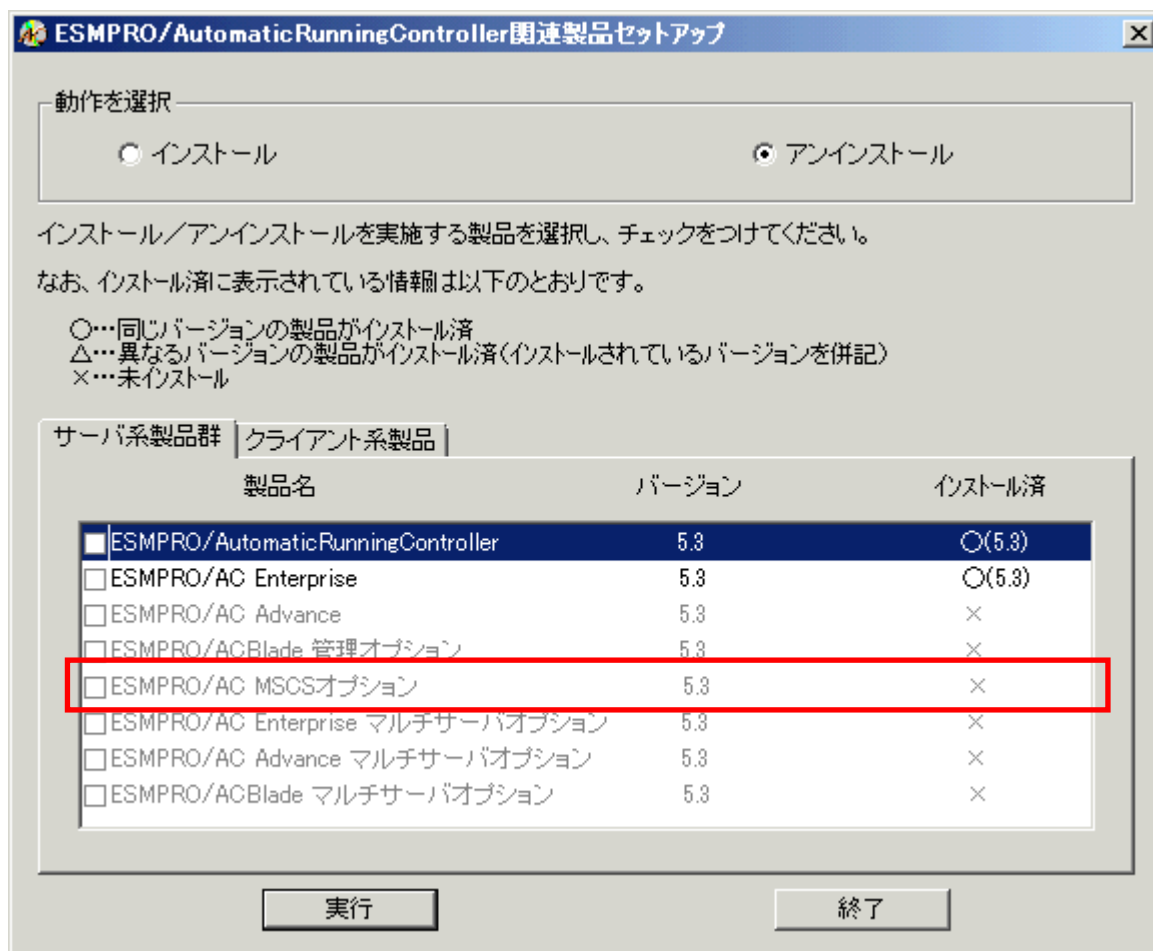 ESMPRO/AutomaticRunningController関連製品セットアップ
動作を選択
インストール アンインストール
インストール／アンインストールを実施する製品を選択し、チェックをつけてください。
なお、インストール済に表示されている情報は以下のとおりです。
○…同じバージョンの製品がインストール済
△…異なるバージョンの製品がインストール済(インストールされているバージョンを併記)
×…未インストール
サーバ系製品群 クライアント系製品
製品名 バージョン インストール済
ESMPRO/AutomaticRunningController 5.3 ○(5.3)
ESMPRO/AC Enterprise 5.3 ○(5.3)
ESMPRO/AC Advance 5.3 ×
ESMPRO/ACBlade 管理オプション 5.3 ×
ESMPRO/AC MSCSオプション 5.3 ×
ESMPRO/AC Enterprise マルチサーバオプション 5.3 ×
ESMPRO/AC Advance マルチサーバオプション 5.3 ×
ESMPRO/ACBlade マルチサーバオプション 5.3 ×
実行 終了